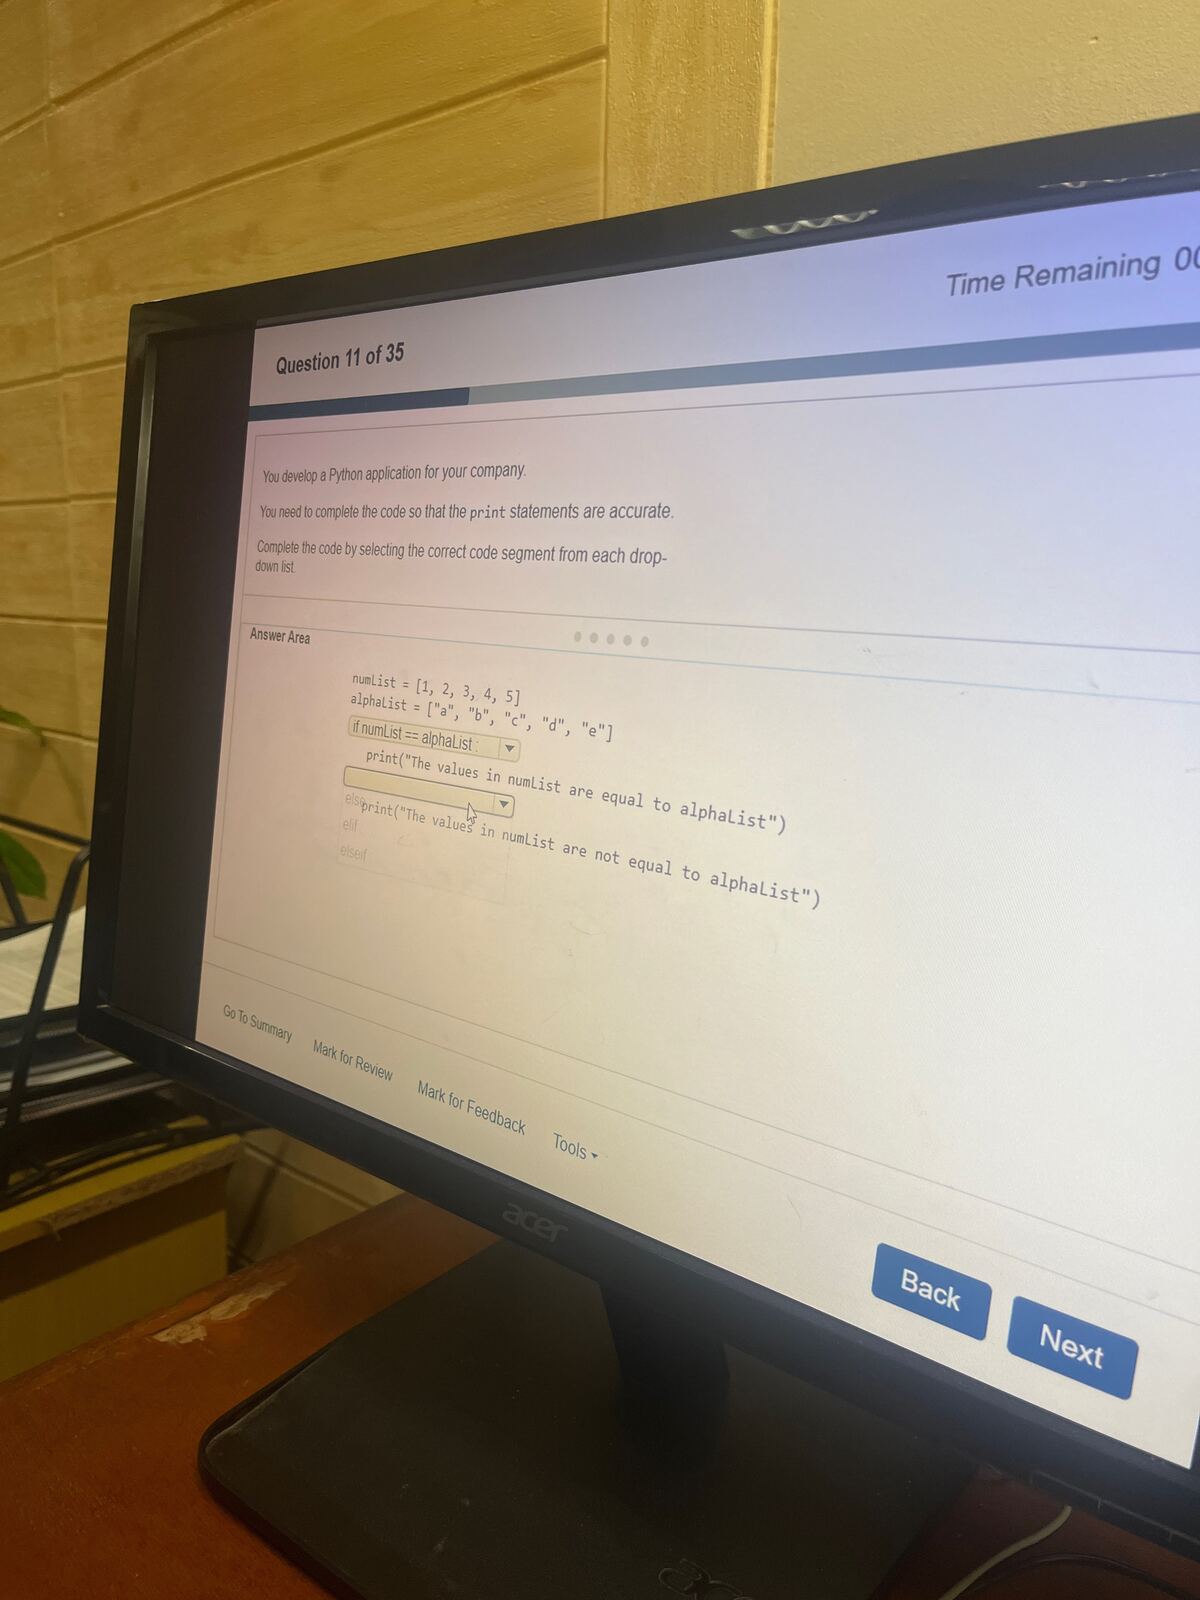 Time Remaining 00
Question 11 of 35
You develop a Python application for your company.
You need to complete the code so that the print statements are accurate.
Complete the code by selecting the correct code segment from each drop-
down list.
Answer Area
numList = [1, 2, 3, 4, 5]
alphaList = ["a", "b", "c", "d", "e"]
if numList == alphaList :
print("The values in numList are equal to alphaList")
else
print("The values in numList are not equal to alphaList")
elif
elseif
Go To Summary
Mark for Review
Mark for Feedback
Tools
Back
Next
acer